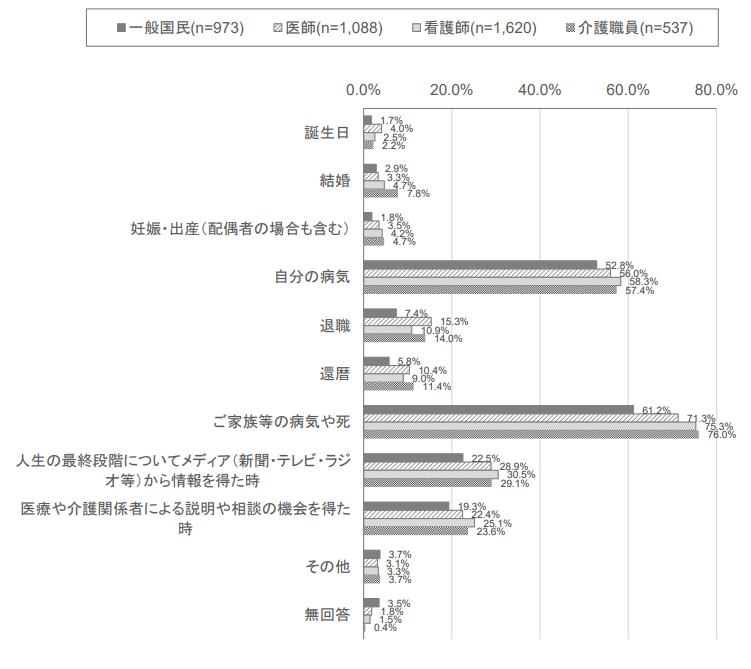 ■一般国民(n=973) 医師(n=1,088) 看護師(n=1,620) 介護職員(n=537)
0.0% 20.0% 40.0% 60.0% 80.0%
誕生日
1.7%
4.0%
2.5%
2.2%
結婚
2.9%
3.3%
4.7%
7.8%
妊娠・出産(配偶者の場合も含む)
1.8%
3.5%
4.2%
4.7%
自分の病気
52.8%
56.0%
58.3%
57.4%
退職
7.4%
15.3%
10.9%
14.0%
還暦
5.8%
10.4%
9.0%
11.4%
ご家族等の病気や死
61.2%
71.3%
75.3%
76.0%
人生の最終段階についてメディア(新聞・テレビ・ラジ
オ等)から情報を得た時
22.5%
28.9%
30.5%
29.1%
医療や介護関係者による説明や相談の機会を得た
時
19.3%
22.4%
25.1%
23.6%
その他
3.7%
3.1%
3.3%
3.7%
無回答
3.5%
1.8%
1.5%
0.4%